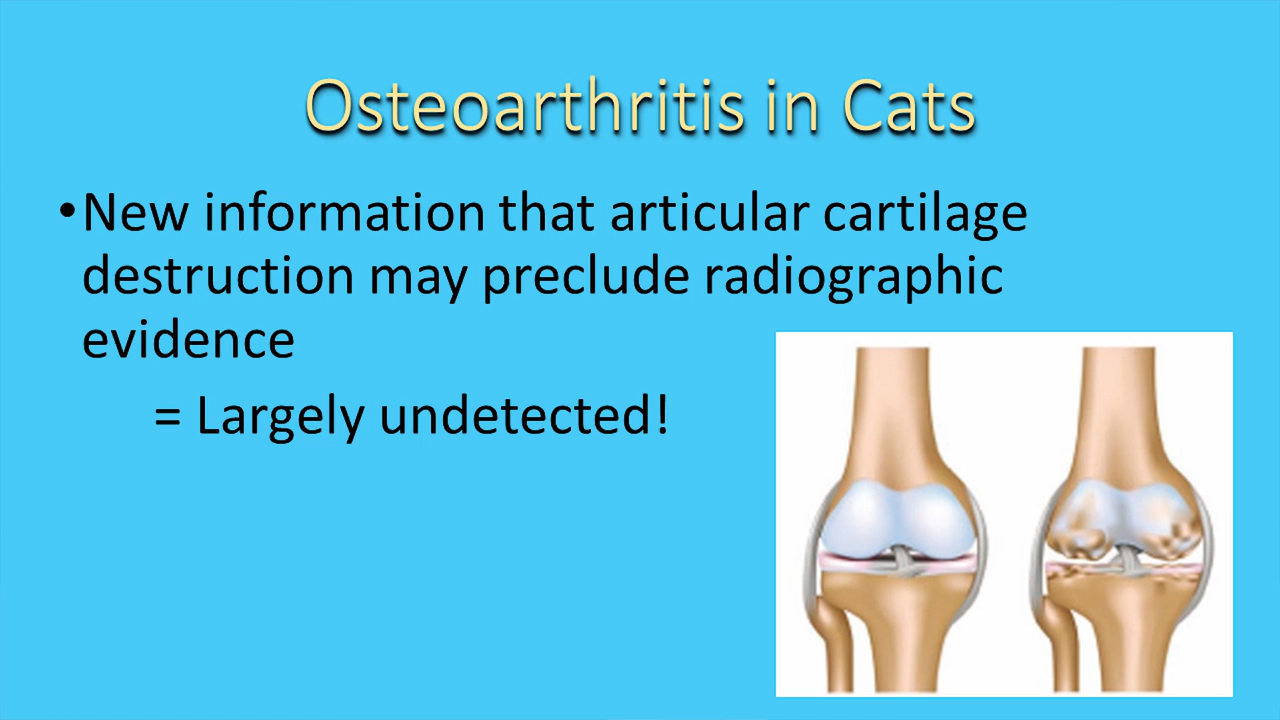 Osteoarthritis in Cats
•New information that articular cartilage
destruction may preclude radiographic
evidence
= Largely undetected!